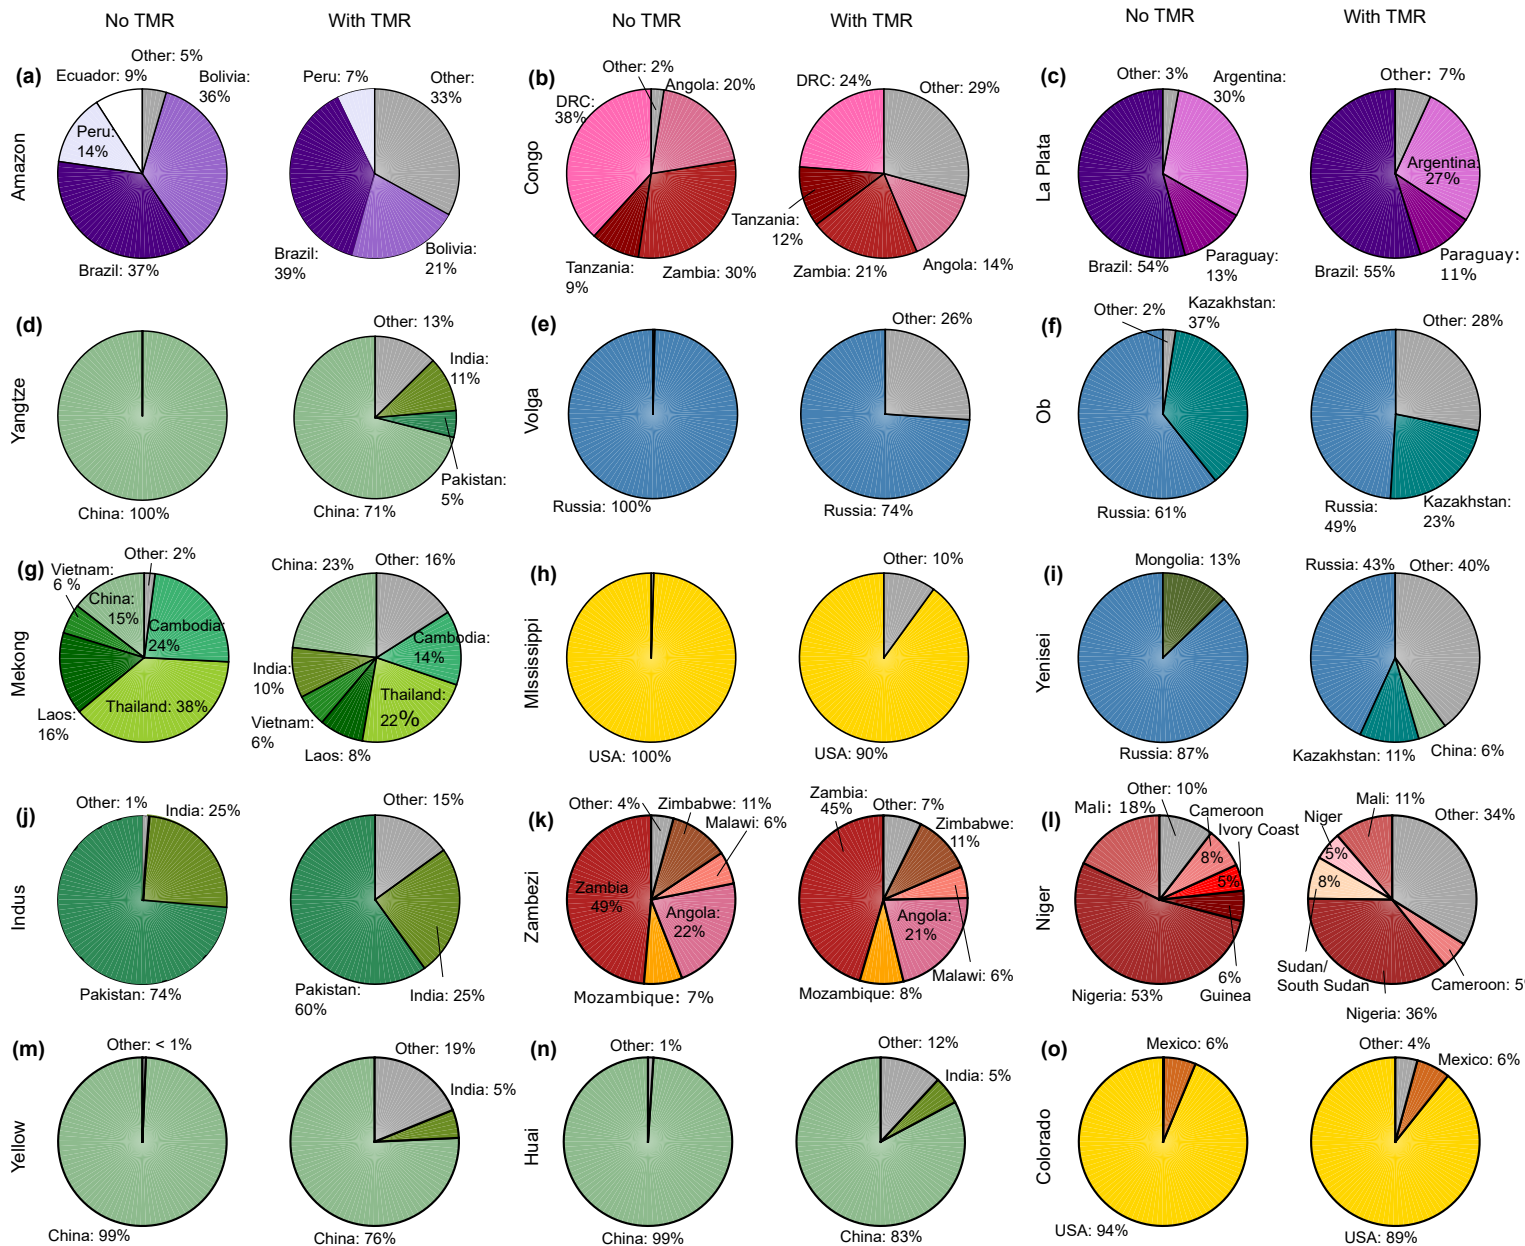 No TMR
With TMR
No TMR
With TMR
No TMR
With TMR
(a)
Amazon
Other: 5%
Ecuador: 9%
Bolivia:
36%
Peru:
14%
Brazil: 37%
Peru: 7%
Other:
33%
Brazil:
39%
Bolivia:
21%
(b)
Congo
Other: 2%
Angola: 20%
DRC:
38%
Tanzania:
9%
Zambia: 30%
DRC: 24%
Other: 29%
Tanzania:
12%
Zambia: 21%
Angola: 14%
(c)
La Plata
Other: 3%
Argentina:
30%
Brazil: 54%
Paraguay:
13%
Other: 7%
Argentina:
27%
Brazil: 55%
Paraguay:
11%
(d)
Yangtze
China: 100%
Other: 13%
India:
11%
Pakistan:
5%
China: 71%
(e)
Volga
Russia: 100%
Other: 26%
Russia: 74%
(f)
Ob
Other: 2%
Kazakhstan:
37%
Russia: 61%
Other: 28%
Russia:
49%
Kazakhstan:
23%
(g)
Mekong
Other: 2%
Vietnam:
6 %
China:
15%
Cambodia:
24%
Thailand: 38%
Laos:
16%
China: 23%
Other: 16%
Cambodia:
14%
India:
10%
Thailand:
22%
Vietnam:
6%
Laos: 8%
(h)
MIssissippi
USA: 100%
Other: 10%
USA: 90%
(i)
Yenisei
Mongolia: 13%
Russia: 87%
Russia: 43%
Other: 40%
Kazakhstan: 11%
China: 6%
(j)
Indus
Other: 1%
India: 25%
Pakistan: 74%
Other: 15%
Pakistan:
60%
India: 25%
(k)
Zambezi
Other: 4%
Zimbabwe: 11%
Malawi: 6%
Zambia
49%
Angola:
22%
Mozambique: 7%
Zambia:
45%
Other: 7%
Zimbabwe:
11%
Angola:
21%
Malawi: 6%
Mozambique: 8%
(l)
Niger
Other: 10%
Mali: 18%
Cameroon
8%
Ivory Coast
5%
6%
Guinea
Nigeria: 53%
Mali: 11%
Niger
5%
Other: 34%
8%
Sudan/
South Sudan
Cameroon: 5%
Nigeria: 36%
(m)
Yellow
Other: < 1%
China: 99%
Other: 19%
India: 5%
China: 76%
(n)
Huai
Other: 1%
China: 99%
Other: 12%
India: 5%
China: 83%
(o)
Colorado
Mexico: 6%
USA: 94%
Other: 4%
Mexico: 6%
USA: 89%